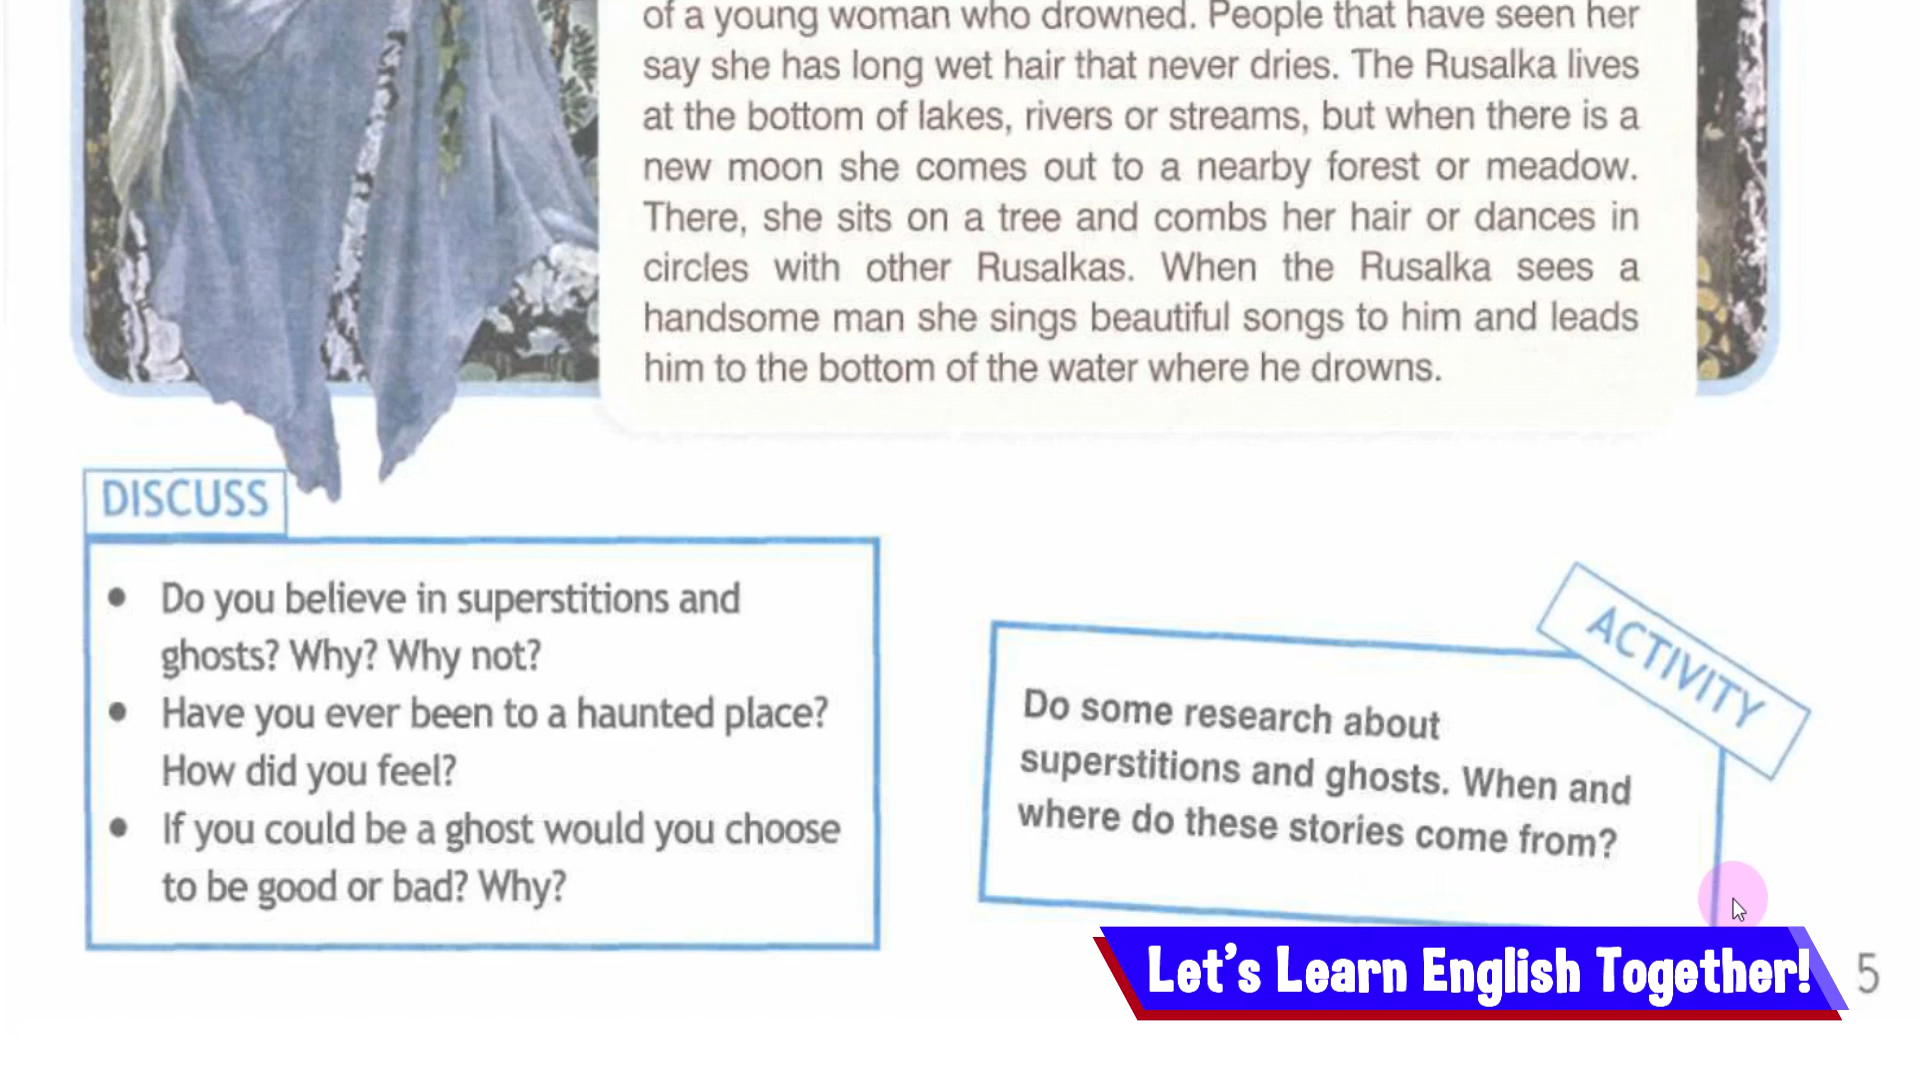 of a young woman who drowned. People that have seen her
say she has long wet hair that never dries. The Rusalka lives
at the bottom of lakes, rivers or streams, but when there is a
new moon she comes out to a nearby forest or meadow.
There, she sits on a tree and combs her hair or dances in
circles with other Rusalkas. When the Rusalka sees a
handsome man she sings beautiful songs to him and leads
him to the bottom of the water where he drowns.
DISCUSS
• Do you believe in superstitions and
ghosts? Why? Why not?
• Have you ever been to a haunted place?
How did you feel?
• If you could be a ghost would you choose
to be good or bad? Why?
ACTIVITY
Do some research about
superstitions and ghosts. When and
where do these stories come from?
Let's Learn English Together!
5